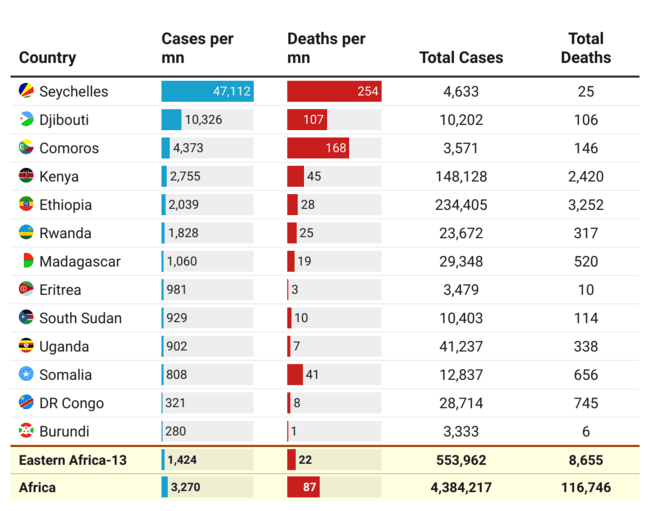 Country Cases per mn Deaths per mn Total Cases Total Deaths
Seychelles 47,112 254 4,633 25
Djibouti 10,326 107 10,202 106
Comoros 4,373 168 3,571 146
Kenya 2,755 45 148,128 2,420
Ethiopia 2,039 28 234,405 3,252
Rwanda 1,828 25 23,672 317
Madagascar 1,060 19 29,348 520
Eritrea 981 3 3,479 10
South Sudan 929 10 10,403 114
Uganda 902 7 41,237 338
Somalia 808 41 12,837 656
DR Congo 321 8 28,714 745
Burundi 280 1 3,333 6
Eastern Africa-13 1,424 22 553,962 8,655
Africa 3,270 87 4,384,217 116,746